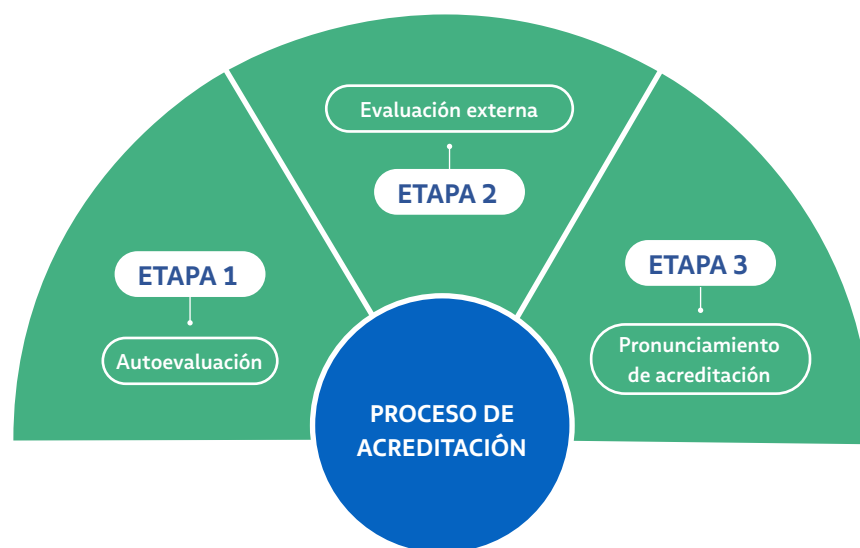 ETAPA 1
Autoevaluación
Evaluación externa
ETAPA 2
ETAPA 3
Pronunciamiento
de acreditación
PROCESO DE
ACREDITACIÓN